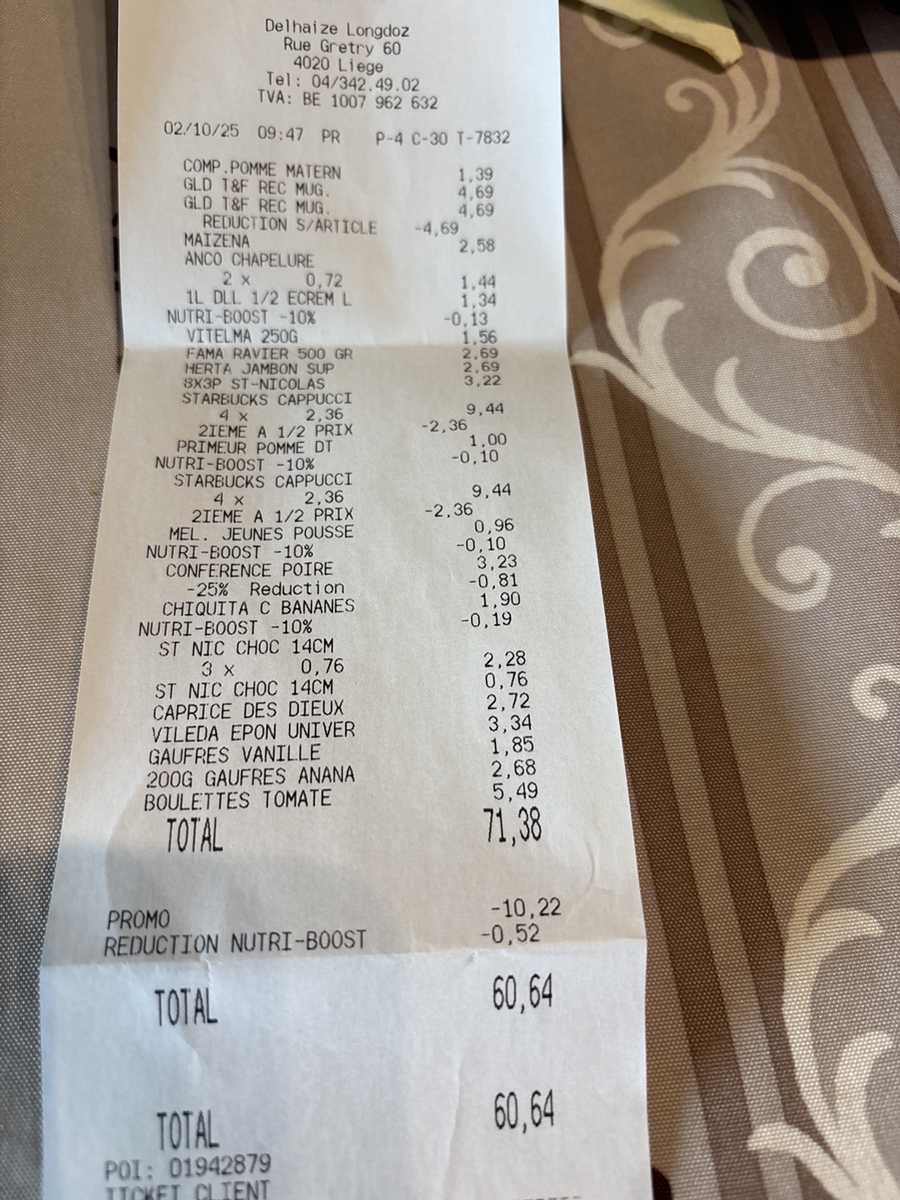 Delhaize Longdoz
Rue Gretry 60
4020 Liege
Tel: 04/342.49.02
TVA: BE 1007 962 632
02/10/25 09:47 PR P-4 C-30 T-7832
COMP.POMME MATERN 1,39
GLD T&F REC MUG. 4,69
GLD T&F REC MUG. 4,69
REDUCTION S/ARTICLE -4,69
MAIZENA 2,58
ANCO CHAPELURE
2 x 0,72 1,44
1L DLL 1/2 ECREM L 1,34
NUTRI-BOOST -10% -0,13
VITELMA 250G 1,56
FAMA RAVIER 500 GR 2,69
HERTA JAMBON SUP 2,69
8X3P ST-NICOLAS 3,22
STARBUCKS CAPPUCCI
4 x 2,36 9,44
2IEME A 1/2 PRIX -2,36
PRIMEUR POMME DT 1,00
NUTRI-BOOST -10% -0,10
STARBUCKS CAPPUCCI
4 x 2,36 9,44
2IEME A 1/2 PRIX -2,36
MEL. JEUNES POUSSE 0,96
NUTRI-BOOST -10% -0,10
CONFERENCE POIRE 3,23
-25% Reduction -0,81
CHIQUITA C BANANES 1,90
NUTRI-BOOST -10% -0,19
ST NIC CHOC 14CM
3 x 0,76 2,28
ST NIC CHOC 14CM 0,76
CAPRICE DES DIEUX 2,72
VILEDA EPON UNIVER 3,34
GAUFRES VANILLE 1,85
200G GAUFRES ANANA 2,68
BOULETTES TOMATE 5,49
TOTAL 71,38
PROMO -10,22
REDUCTION NUTRI-BOOST -0,52
TOTAL 60,64
TOTAL 60,64
POI: 01942879
TICKET CLIENT